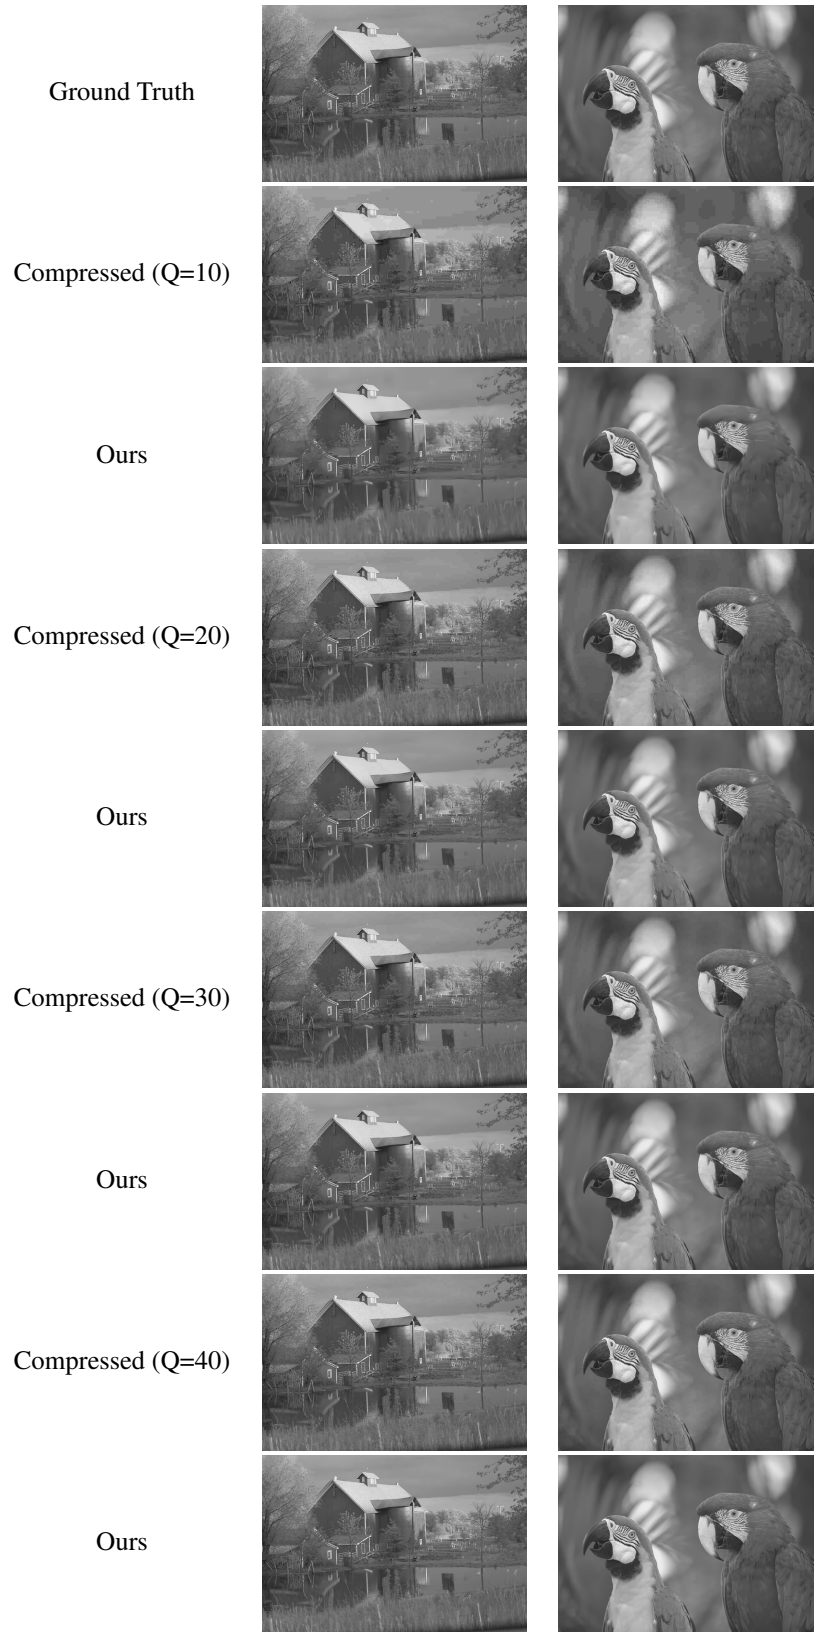 Ground Truth
Compressed (Q=10)
Ours
Compressed (Q=20)
Ours
Compressed (Q=30)
Ours
Compressed (Q=40)
Ours